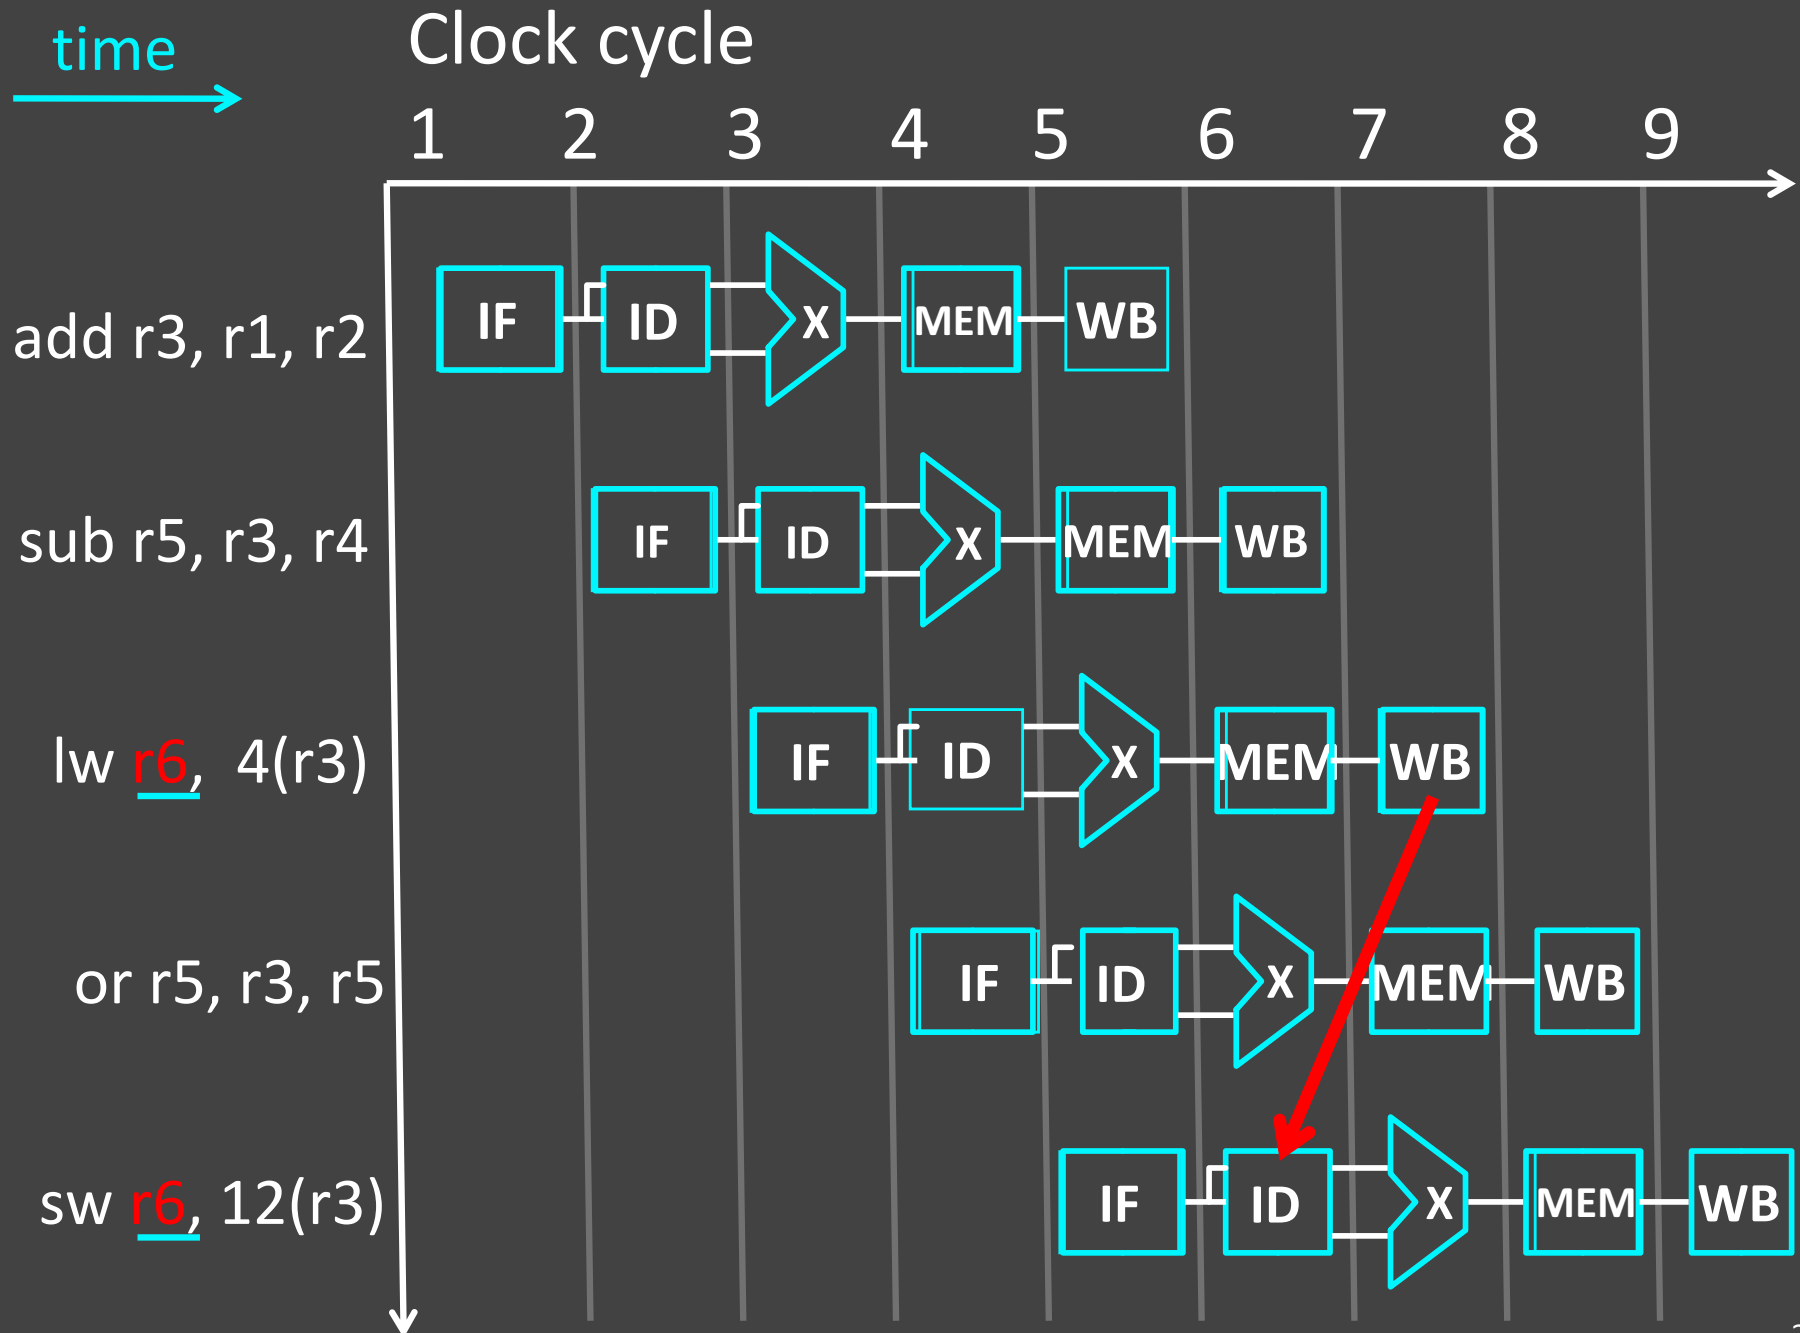 time
Clock cycle
1 2 3 4 5 6 7 8 9
add r3, r1, r2
IF ID X MEM WB
sub r5, r3, r4
IF ID X MEM WB
lw r6, 4(r3)
IF ID X MEM WB
or r5, r3, r5
IF ID X MEM WB
sw r6, 12(r3)
IF ID X MEM WB